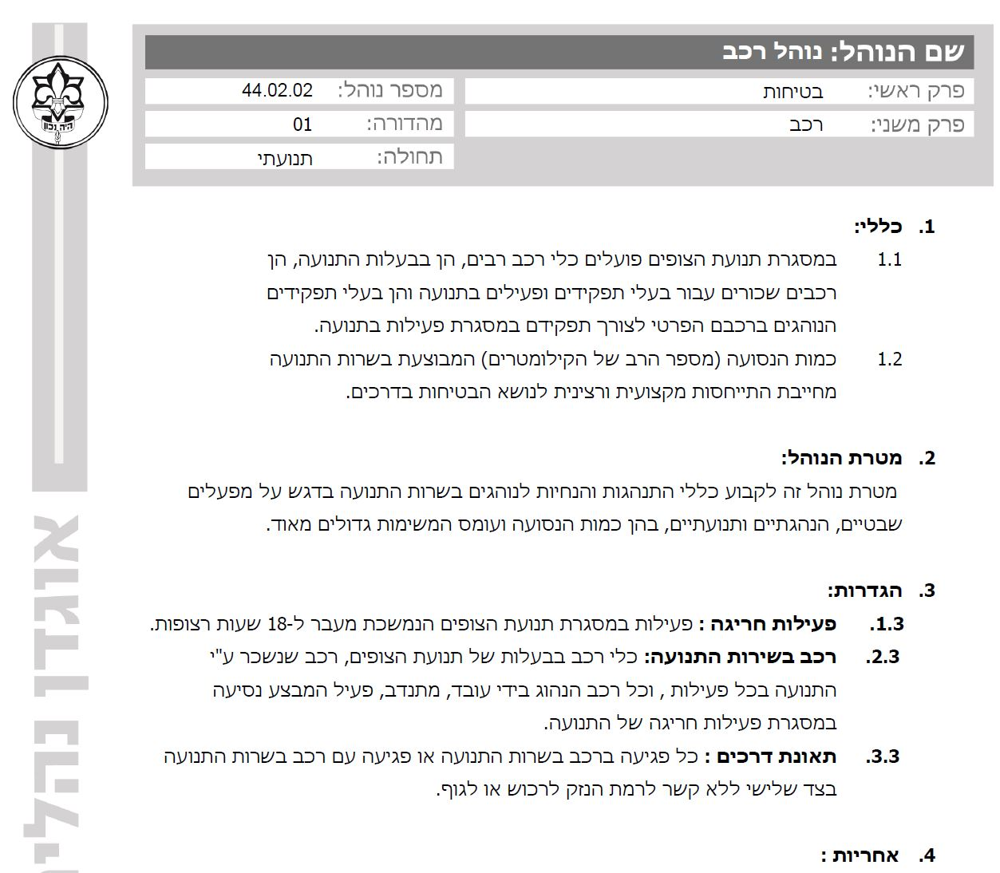 שם הנוהל: נוהל רכב
פרק ראשי: בטיחות
מספר נוהל: 44.02.02
פרק משני: רכב
מהדורה: 01
תחולה: תנועתי
היה נכון
1. כללי:
1.1 במסגרת תנועת הצופים פועלים כלי רכב רבים, הן בבעלות התנועה, הן
רכבים שכורים עבור בעלי תפקידים ופעילים בתנועה והן בעלי תפקידים
הנוהגים ברכבם הפרטי לצורך תפקידם במסגרת פעילות בתנועה.
1.2 כמות הנסועה (מספר הרב של הקילומטרים) המבוצעת בשרות התנועה
מחייבת התייחסות מקצועית ורצינית לנושא הבטיחות בדרכים.
2. מטרת הנוהל:
מטרת נוהל זה לקבוע כללי התנהגות והנחיות לנוהגים בשרות התנועה בדגש על מפעלים
שבטיים, הנהגתיים ותנועתיים, בהן כמות הנסועה ועומס המשימות גדולים מאוד.
3. הגדרות:
1.3. פעילות חריגה : פעילות במסגרת תנועת הצופים הנמשכת מעבר ל-18 שעות רצופות.
2.3. רכב בשירות התנועה: כלי רכב בבעלות של תנועת הצופים, רכב שנשכר ע"י
התנועה בכל פעילות , וכל רכב הנהוג בידי עובד, מתנדב, פעיל המבצע נסיעה
במסגרת פעילות חריגה של התנועה.
3.3. תאונת דרכים : כל פגיעה ברכב בשרות התנועה או פגיעה עם רכב בשרות התנועה
בצד שלישי ללא קשר לרמת הנזק לרכוש או לגוף.
4. אחריות :
אוגדן